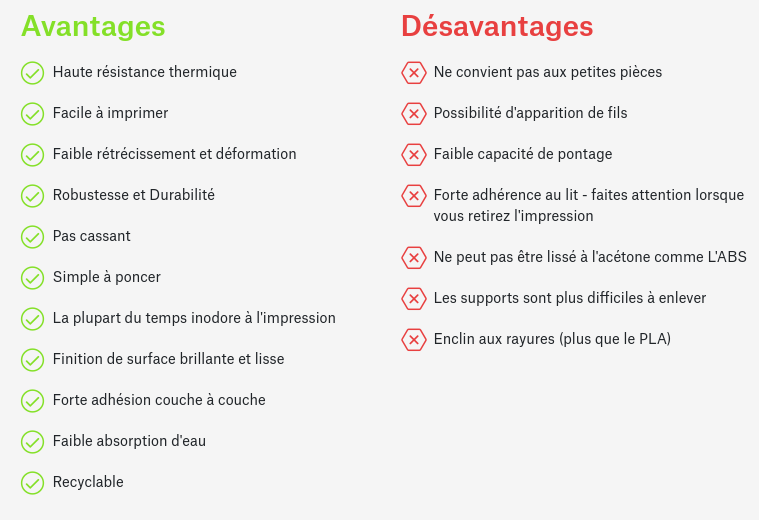 Avantages
Haute résistance thermique
Facile à imprimer
Faible rétrécissement et déformation
Robustesse et Durabilité
Pas cassant
Simple à poncer
La plupart du temps inodore à l'impression
Finition de surface brillante et lisse
Forte adhésion couche à couche
Faible absorption d'eau
Recyclable
Désavantages
Ne convient pas aux petites pièces
Possibilité d'apparition de fils
Faible capacité de pontage
Forte adhérence au lit - faites attention lorsque
vous retirez l'impression
Ne peut pas être lissé à l'acétone comme L'ABS
Les supports sont plus difficiles à enlever
Enclin aux rayures (plus que le PLA)